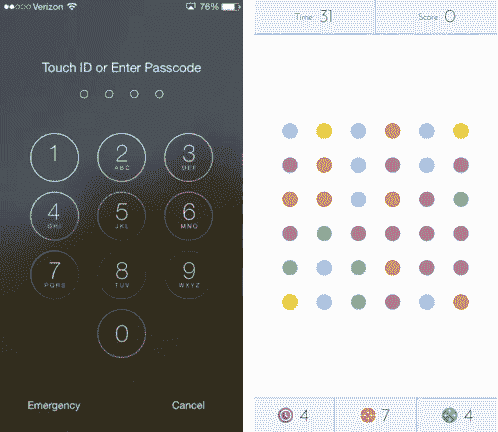 Verizon 76%
Touch ID or Enter Passcode
1 2 3
ABC DEF
4 5 6
GHI JKL MNO
7 8 9
PQRS TUV WXYZ
0
Emergency Cancel
Time 31 Score 0
4 7 4